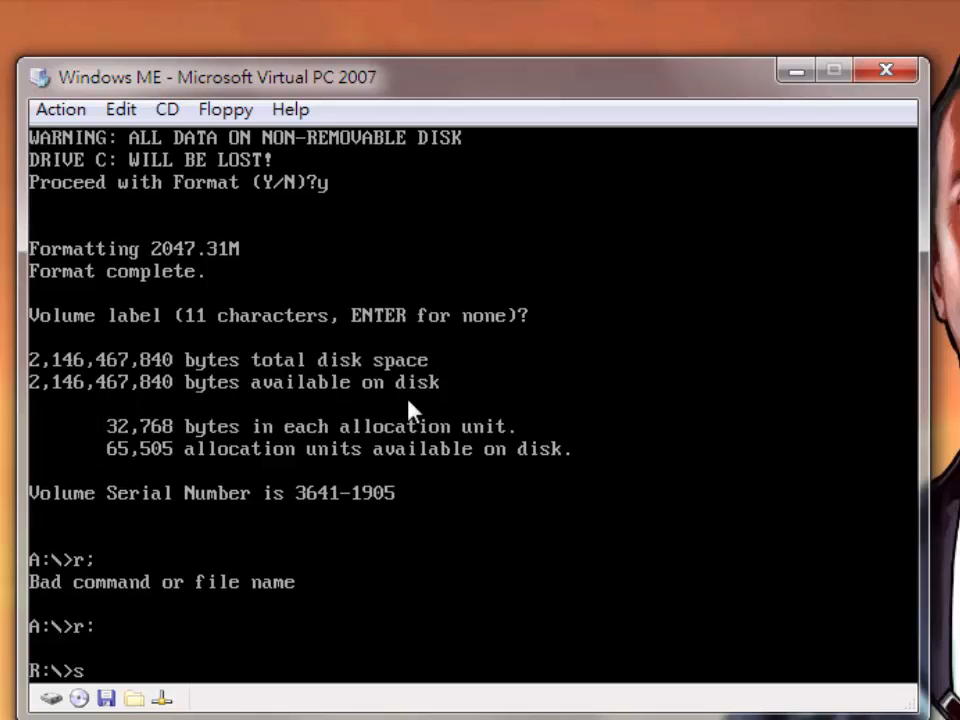 Windows ME - Microsoft Virtual PC 2007
Action Edit CD Floppy Help
WARNING: ALL DATA ON NON-REMOVABLE DISK
DRIVE C: WILL BE LOST!
Proceed with Format (Y/N)?y
Formatting 2047.31M
Format complete.
Volume label (11 characters, ENTER for none)?
2,146,467,840 bytes total disk space
2,146,467,840 bytes available on disk
32,768 bytes in each allocation unit.
65,505 allocation units available on disk.
Volume Serial Number is 3641-1905
A:\>r;
Bad command or file name
A:\>r:
R:\>s